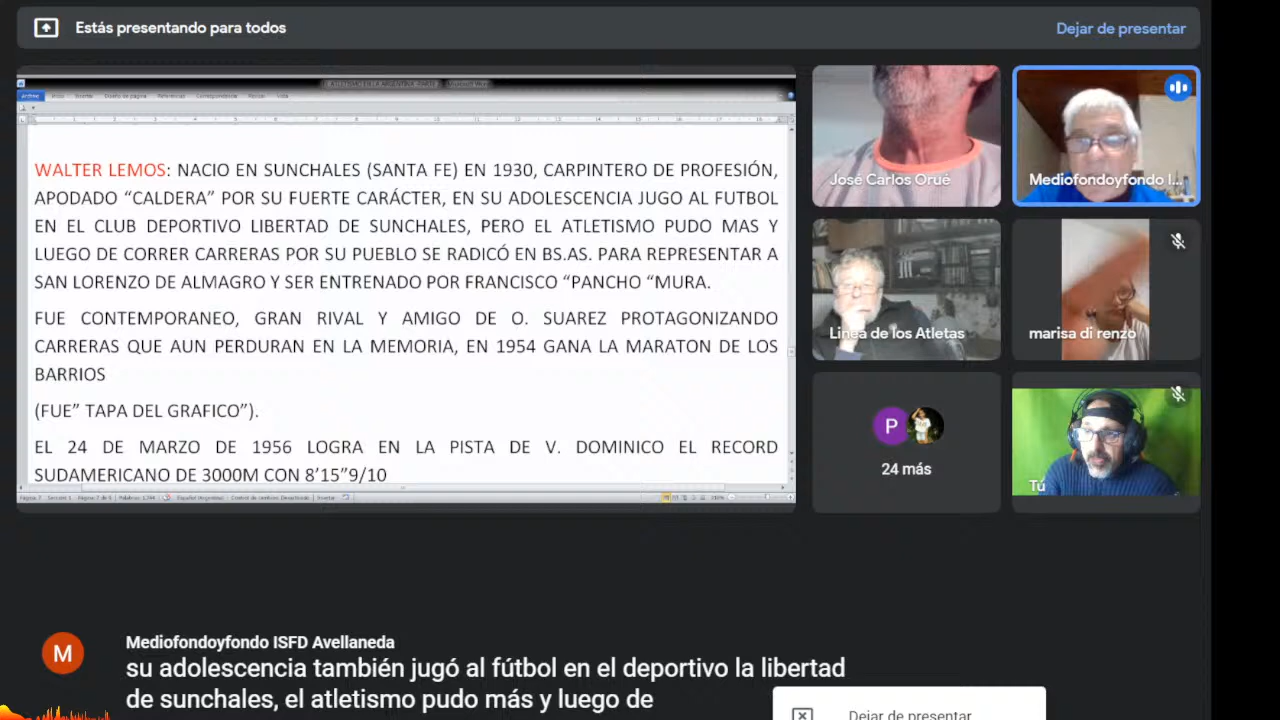 Estás presentando para todos
Dejar de presentar
Archivo
WALTER LEMOS: NACIO EN SUNCHALES (SANTA FE) EN 1930, CARPINTERO DE PROFESIÓN,
APODADO “CALDERA” POR SU FUERTE CARÁCTER, EN SU ADOLESCENCIA JUGO AL FUTBOL
EN EL CLUB DEPORTIVO LIBERTAD DE SUNCHALES, PERO EL ATLETISMO PUDO MAS Y
LUEGO DE CORRER CARRERAS POR SU PUEBLO SE RADICÓ EN BS.AS. PARA REPRESENTAR A
SAN LORENZO DE ALMAGRO Y SER ENTRENADO POR FRANCISCO “PANCHO “MURA.
FUE CONTEMPORANEO, GRAN RIVAL Y AMIGO DE O. SUAREZ PROTAGONIZANDO
CARRERAS QUE AUN PERDURAN EN LA MEMORIA, EN 1954 GANA LA MARATON DE LOS
BARRIOS
(FUE” TAPA DEL GRAFICO”).
EL 24 DE MARZO DE 1956 LOGRA EN LA PISTA DE V. DOMINICO EL RECORD
SUDAMERICANO DE 3000M CON 8’15”9/10
José Carlos Orué
Mediofondoyfondo I...
Linea de los Atletas
marisa di renzo
P
24 más
Tú
M
Mediofondoyfondo ISFD Avellaneda
su adolescencia también jugó al fútbol en el deportivo la libertad
de sunchales, el atletismo pudo más y luego de
Dejar de presentar